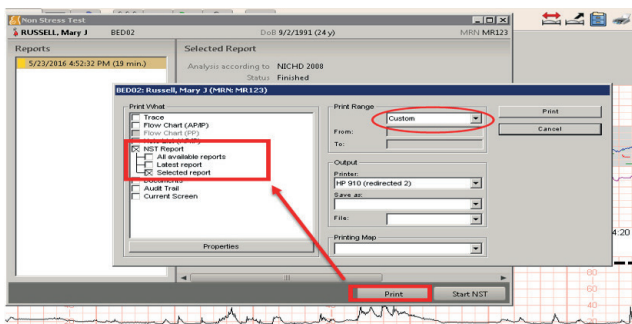 Non Stress Test
RUSSELL, Mary J BED02 DoB 9/2/1991 (24 y) MRN MR123
Reports
5/23/2016 4:52:32 PM (19 min.)
Selected Report
Analysis according to NICHD 2008
Status Finished
BED02: Russell, Mary J (MRN: MR123)
Print What
Trace
Flow Chart (AP/IP)
Flow Chart (PP)
NST Report
All available reports
Latest report
Selected report
Documents
Audit Trail
Current Screen
Properties
Print Range
Custom
From:
To:
Output
Printer:
HP 910 (redirected 2)
Save as:
File:
Printing Map
Print
Cancel
Print Start NST
4:20
80
60
40